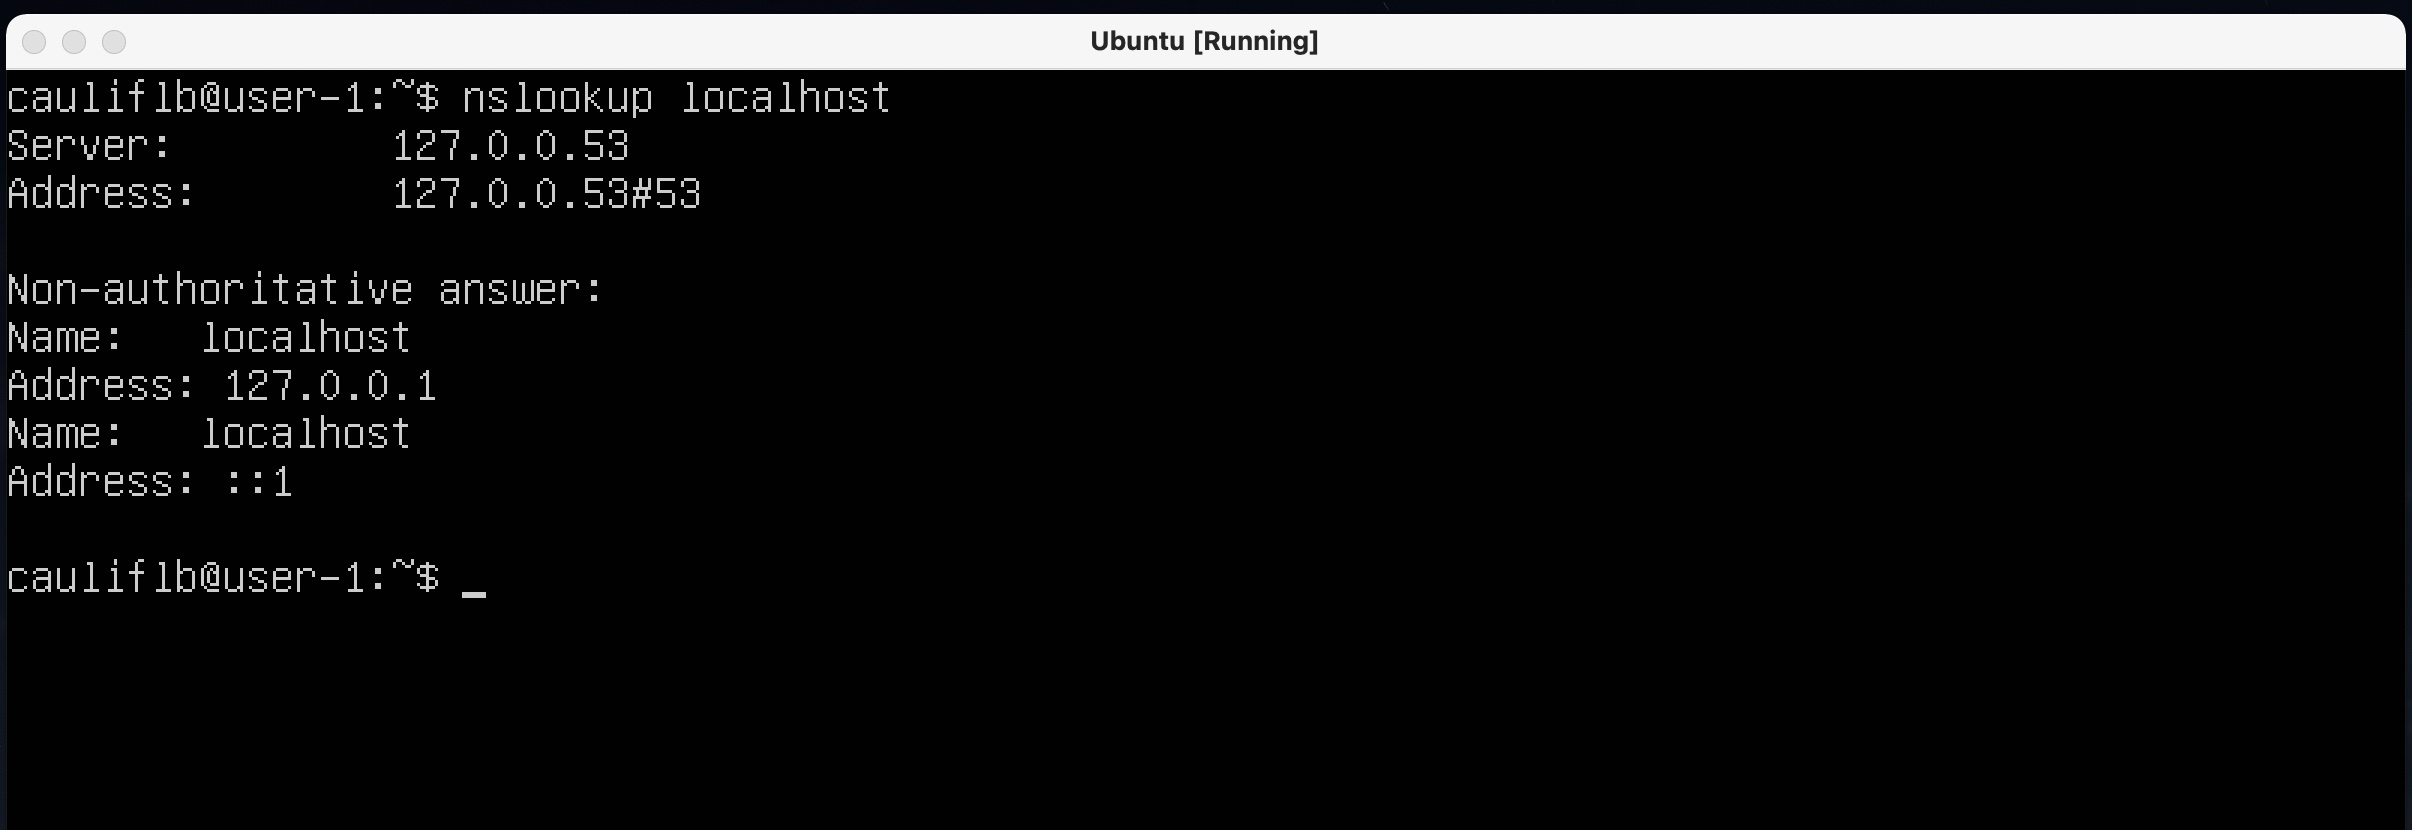 Ubuntu [Running]
cauliflb@user-1:~$ nslookup localhost
Server:         127.0.0.53
Address:        127.0.0.53#53
Non-authoritative answer:
Name:   localhost
Address: 127.0.0.1
Name:   localhost
Address: ::1
cauliflb@user-1:~$ _